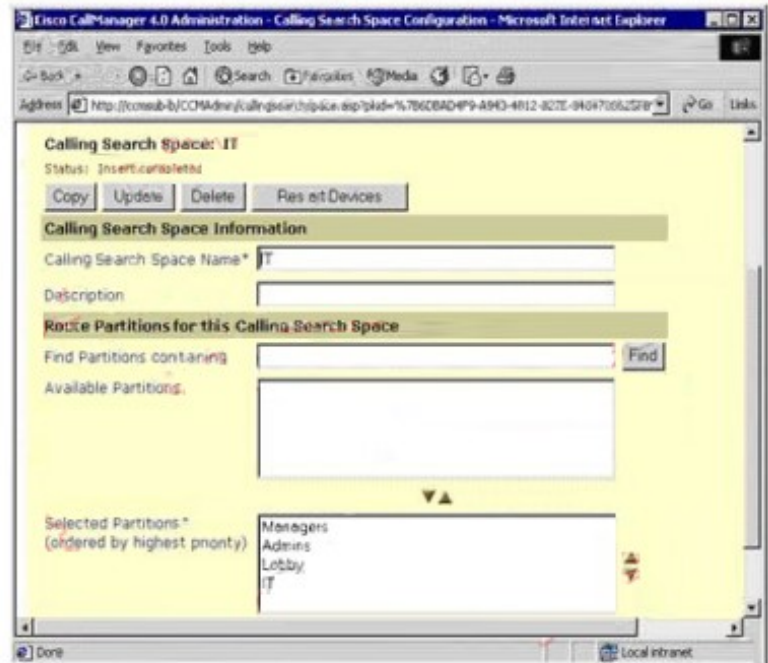 Cisco CallManager 4.0 Administration - Calling Search Space Configuration - Microsoft Internet Explorer
File Edit View Favorites Tools Help
Back Search Favorites Media
Address Go Links
Calling Search Space: IT
Status: Insert completed
Copy Update Delete Restart Devices
Calling Search Space Information
Calling Search Space Name* IT
Description
Route Partitions for this Calling Search Space
Find Partitions containing Find
Available Partitions
Selected Partitions*
(ordered by highest priority)
Managers
Admins
Lobby
IT
Done Local intranet